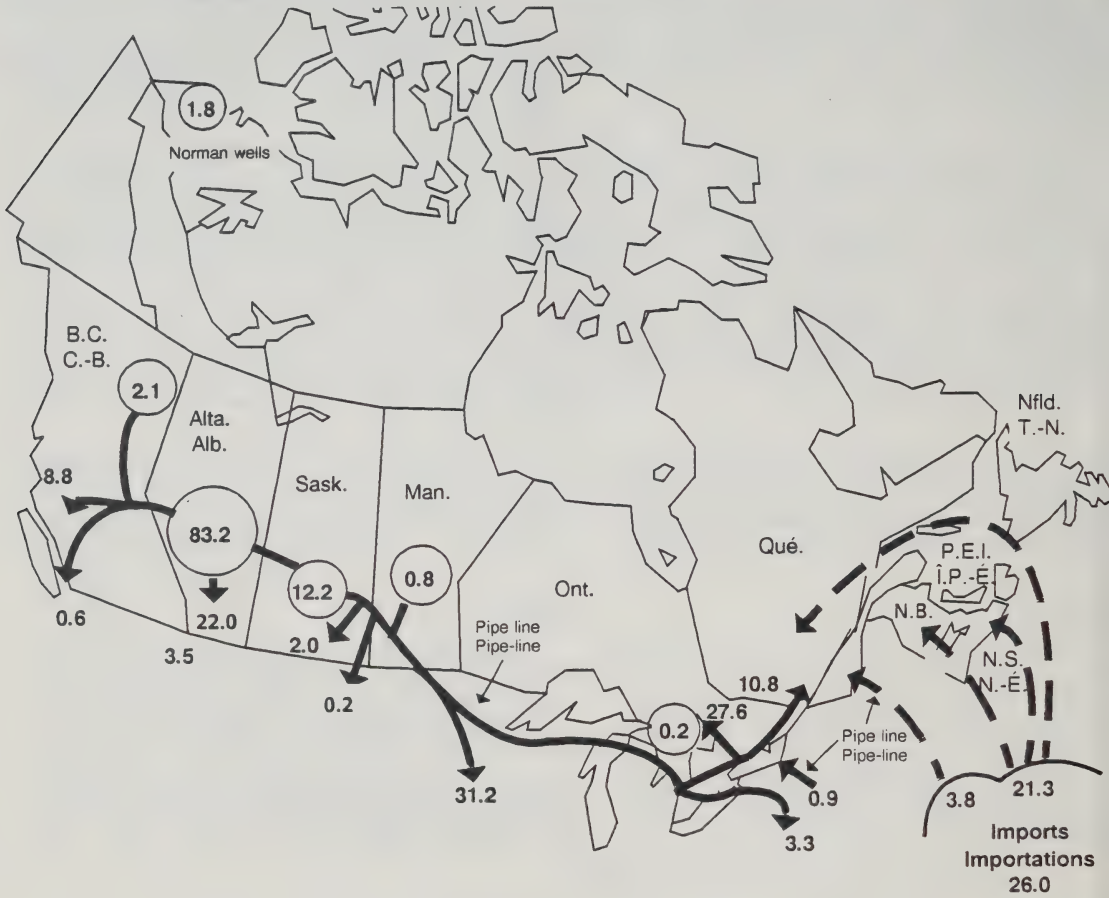 1.8
Norman wells
B.C.
C.-B.
2.1
Alta.
Alb.
Nfld.
T.-N.
8.8
Sask.
Man.
83.2
Qué.
P.E.I.
Î.P.-É.
12.2
0.8
Ont.
N.B.
0.6
22.0
2.0
Pipe line
Pipe-line
N.S.
N.-É.
3.5
0.2
10.8
27.6
0.2
Pipe line
Pipe-line
31.2
0.9
3.8
21.3
3.3
Imports
Importations
26.0